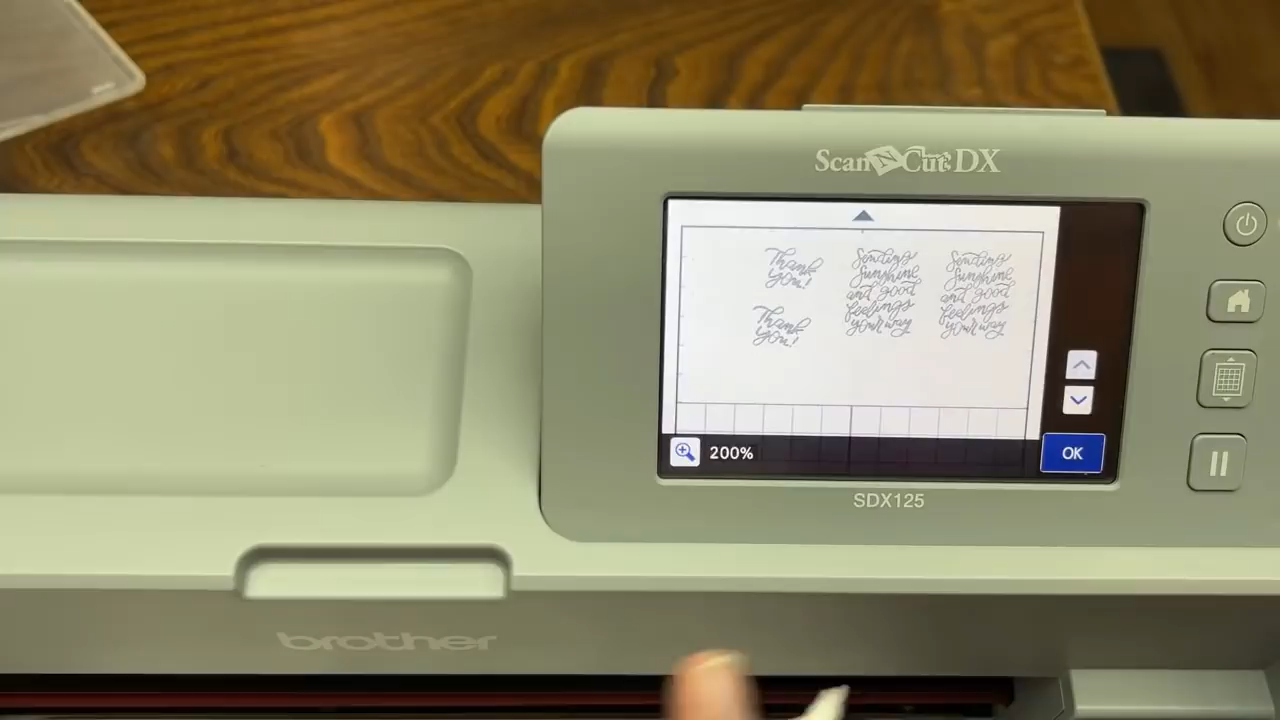 ScanNCut DX
Thank
you!
Thank
you!
Sending
Sunshine
and good
feelings
your way
Sending
Sunshine
and good
feelings
your way
200%
OK
SDX125
brother